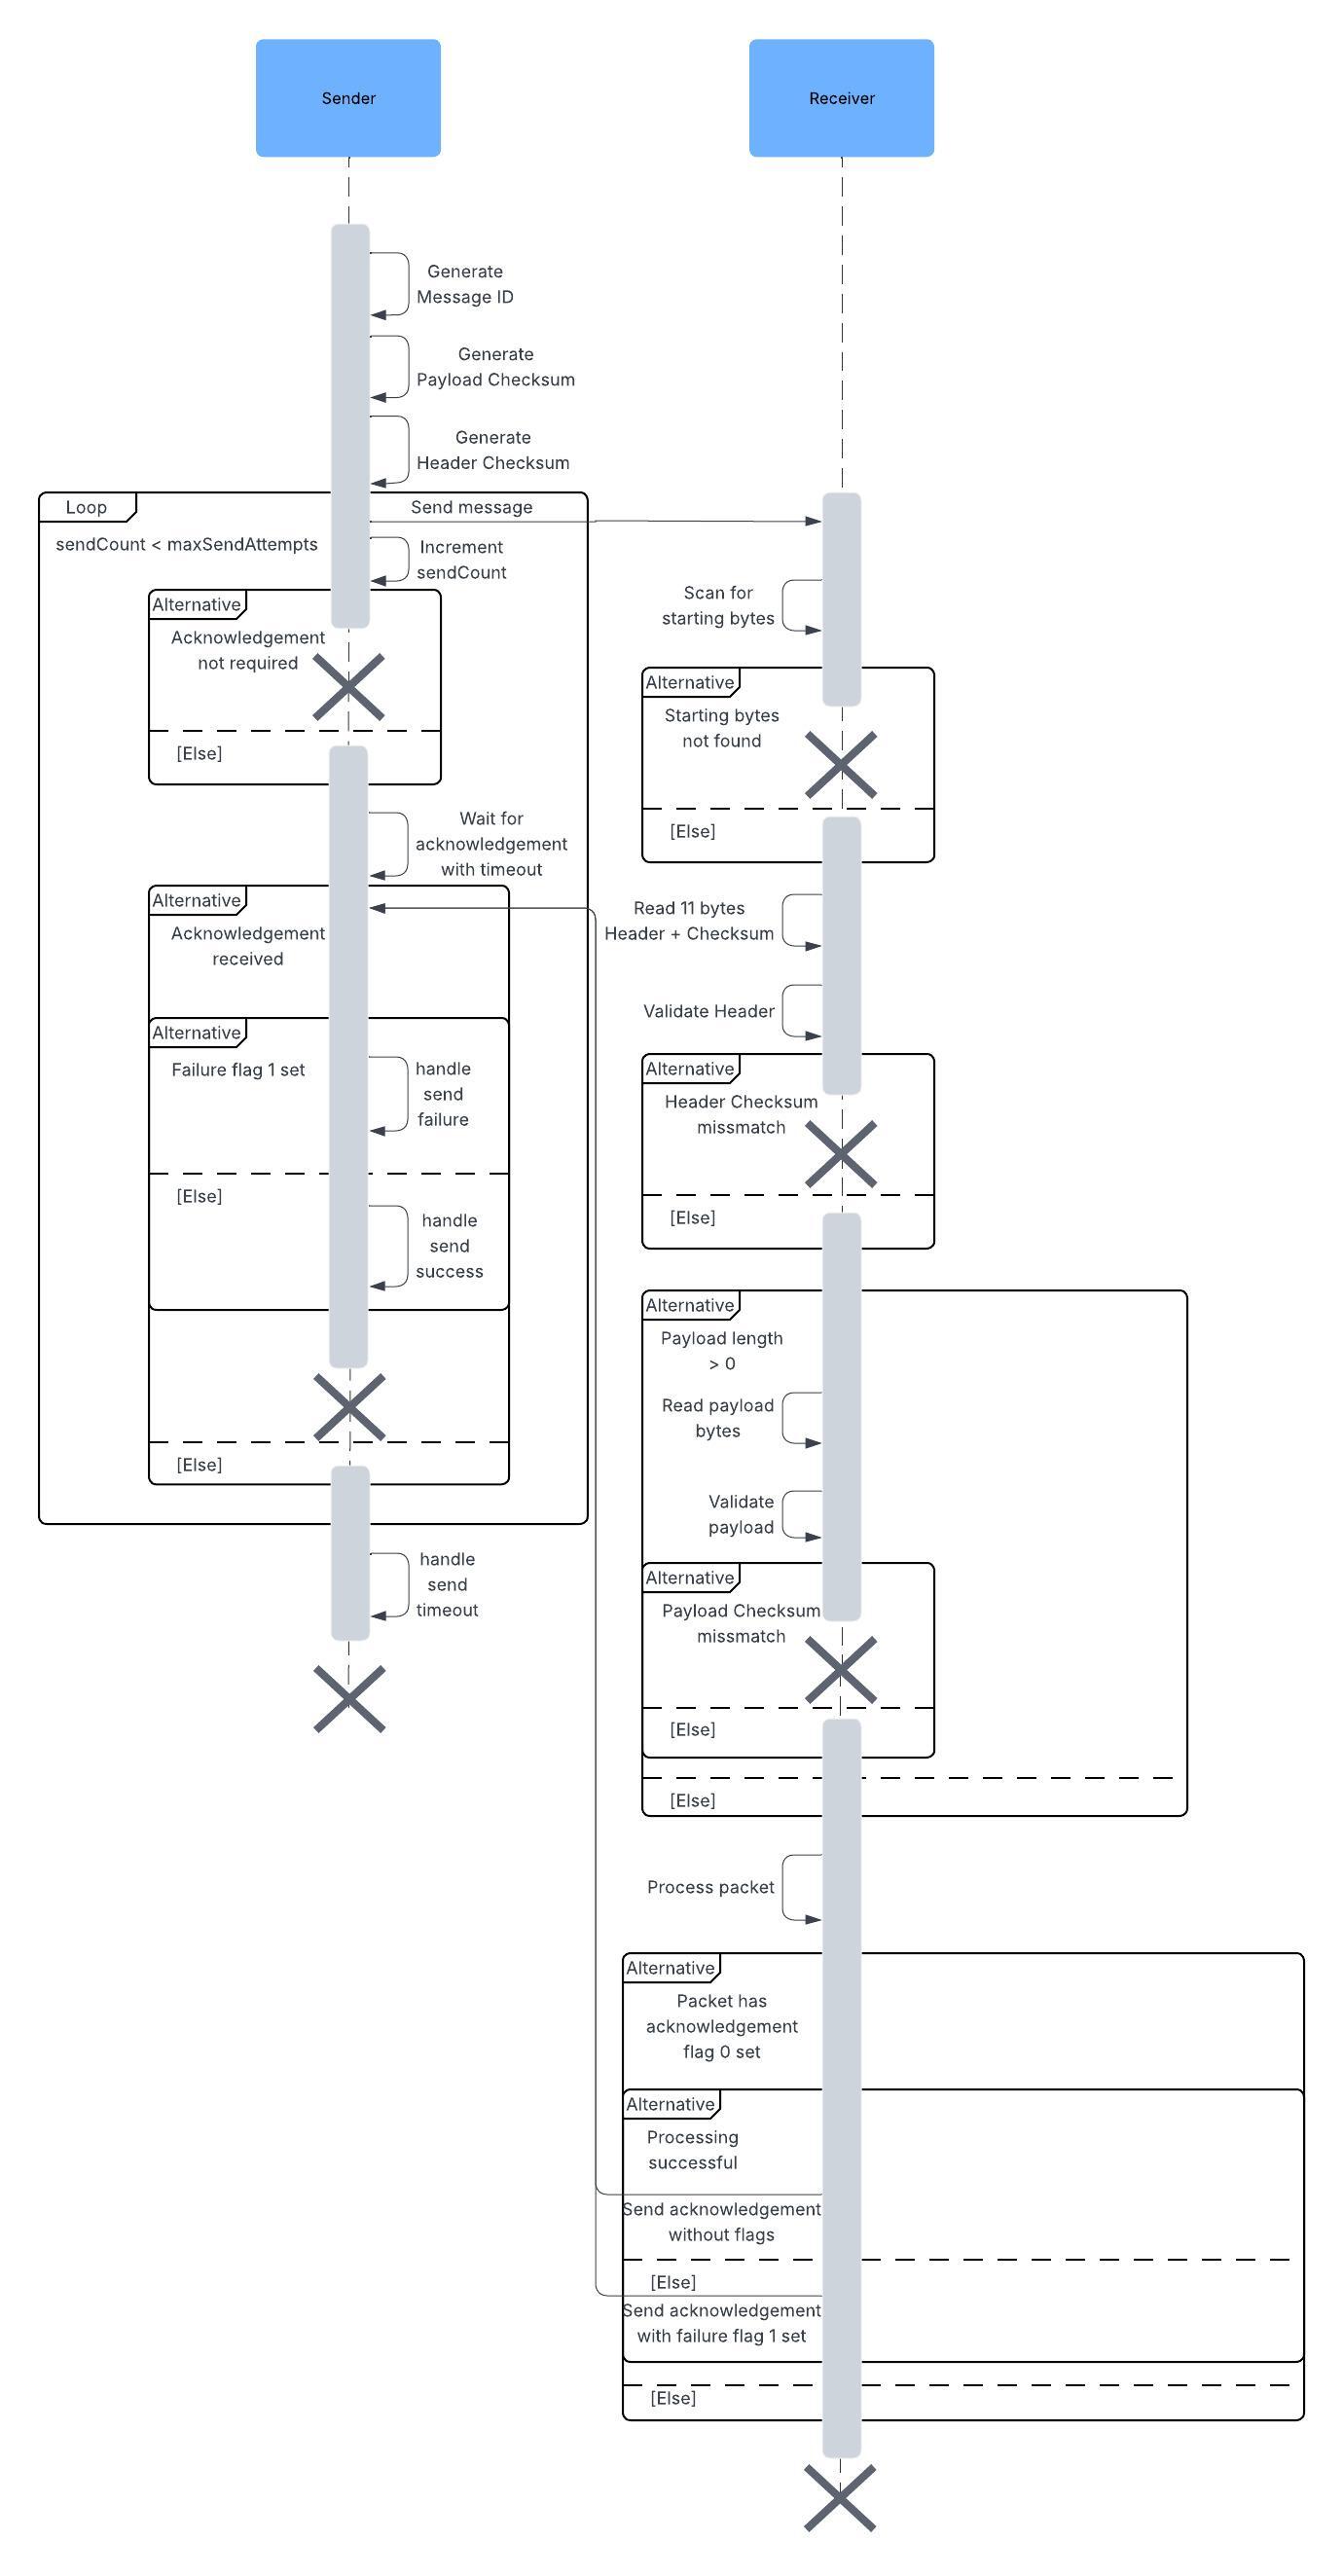 Sender
Receiver
Generate
Message ID
Generate
Payload Checksum
Generate
Header Checksum
Loop
Send message
sendCount < maxSendAttempts
Increment
sendCount
Alternative
Acknowledgement
not required
[Else]
Scan for
starting bytes
Alternative
Starting bytes
not found
[Else]
Wait for
acknowledgement
with timeout
Alternative
Acknowledgement
received
Read 11 bytes
Header + Checksum
Validate Header
Alternative
Failure flag 1 set
handle
send
failure
[Else]
handle
send
success
[Else]
Alternative
Header Checksum
missmatch
[Else]
Alternative
Payload length
> 0
Read payload
bytes
Validate
payload
handle
send
timeout
Alternative
Payload Checksum
missmatch
[Else]
[Else]
Process packet
Alternative
Packet has
acknowledgement
flag 0 set
Alternative
Processing
successful
Send acknowledgement
without flags
[Else]
Send acknowledgement
with failure flag 1 set
[Else]